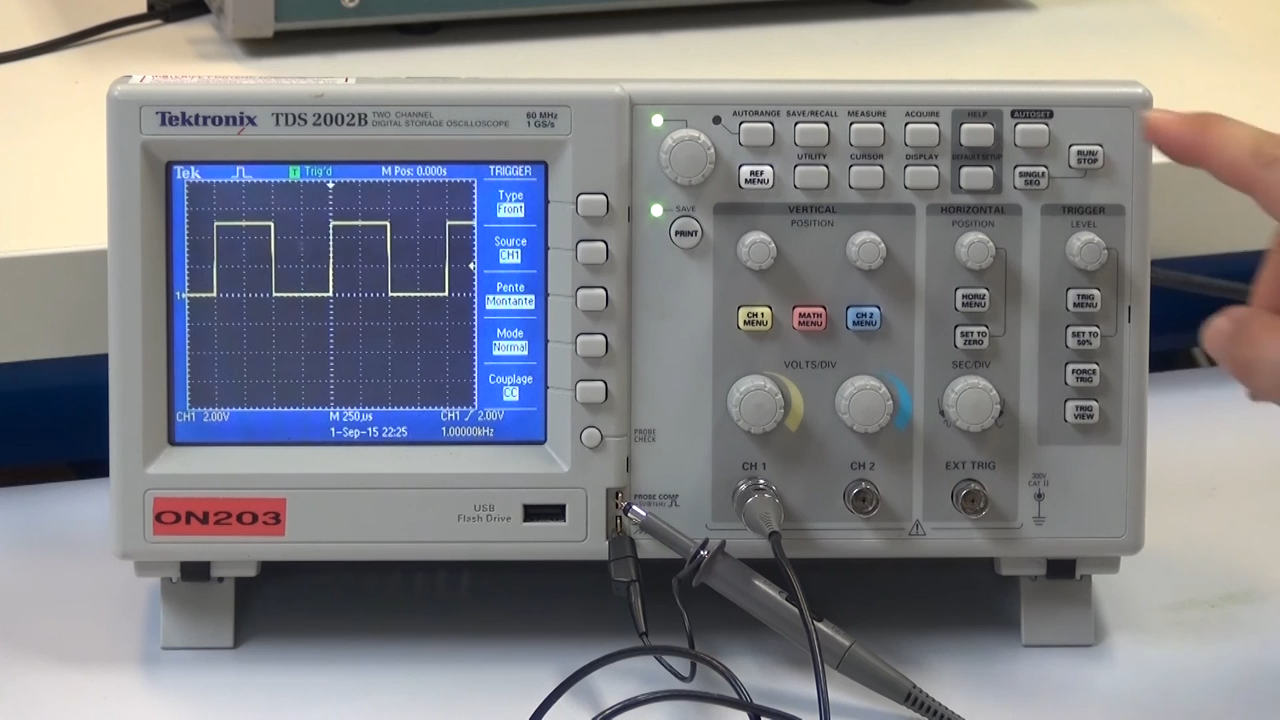 Tektronix TDS 2002B TWO CHANNEL DIGITAL STORAGE OSCILLOSCOPE 60 MHz 1 GS/s
Tek T Trig'd M Pos: 0.000s TRIGGER
Type
Front
Source
CH1
Pente
Montante
Mode
Normal
Couplage
CC
CH1 2.00V M 250µs CH1 2.00V
1-Sep-15 22:25 1.00000kHz
ON203
USB
Flash Drive
PROBE
CHECK
PROBE COMP
AUTORANGE SAVE/RECALL MEASURE ACQUIRE HELP AUTOSET
REF MENU
UTILITY CURSOR DISPLAY DEFAULT SETUP
SINGLE SEQ
RUN/STOP
SAVE
PRINT
VERTICAL HORIZONTAL TRIGGER
POSITION POSITION LEVEL
CH 1 MENU
MATH MENU
CH 2 MENU
HORIZ MENU
TRIG MENU
SET TO ZERO
SET TO 50%
VOLTS/DIV SEC/DIV
FORCE TRIG
TRIG VIEW
CH 1 CH 2 EXT TRIG
300V
CAT II